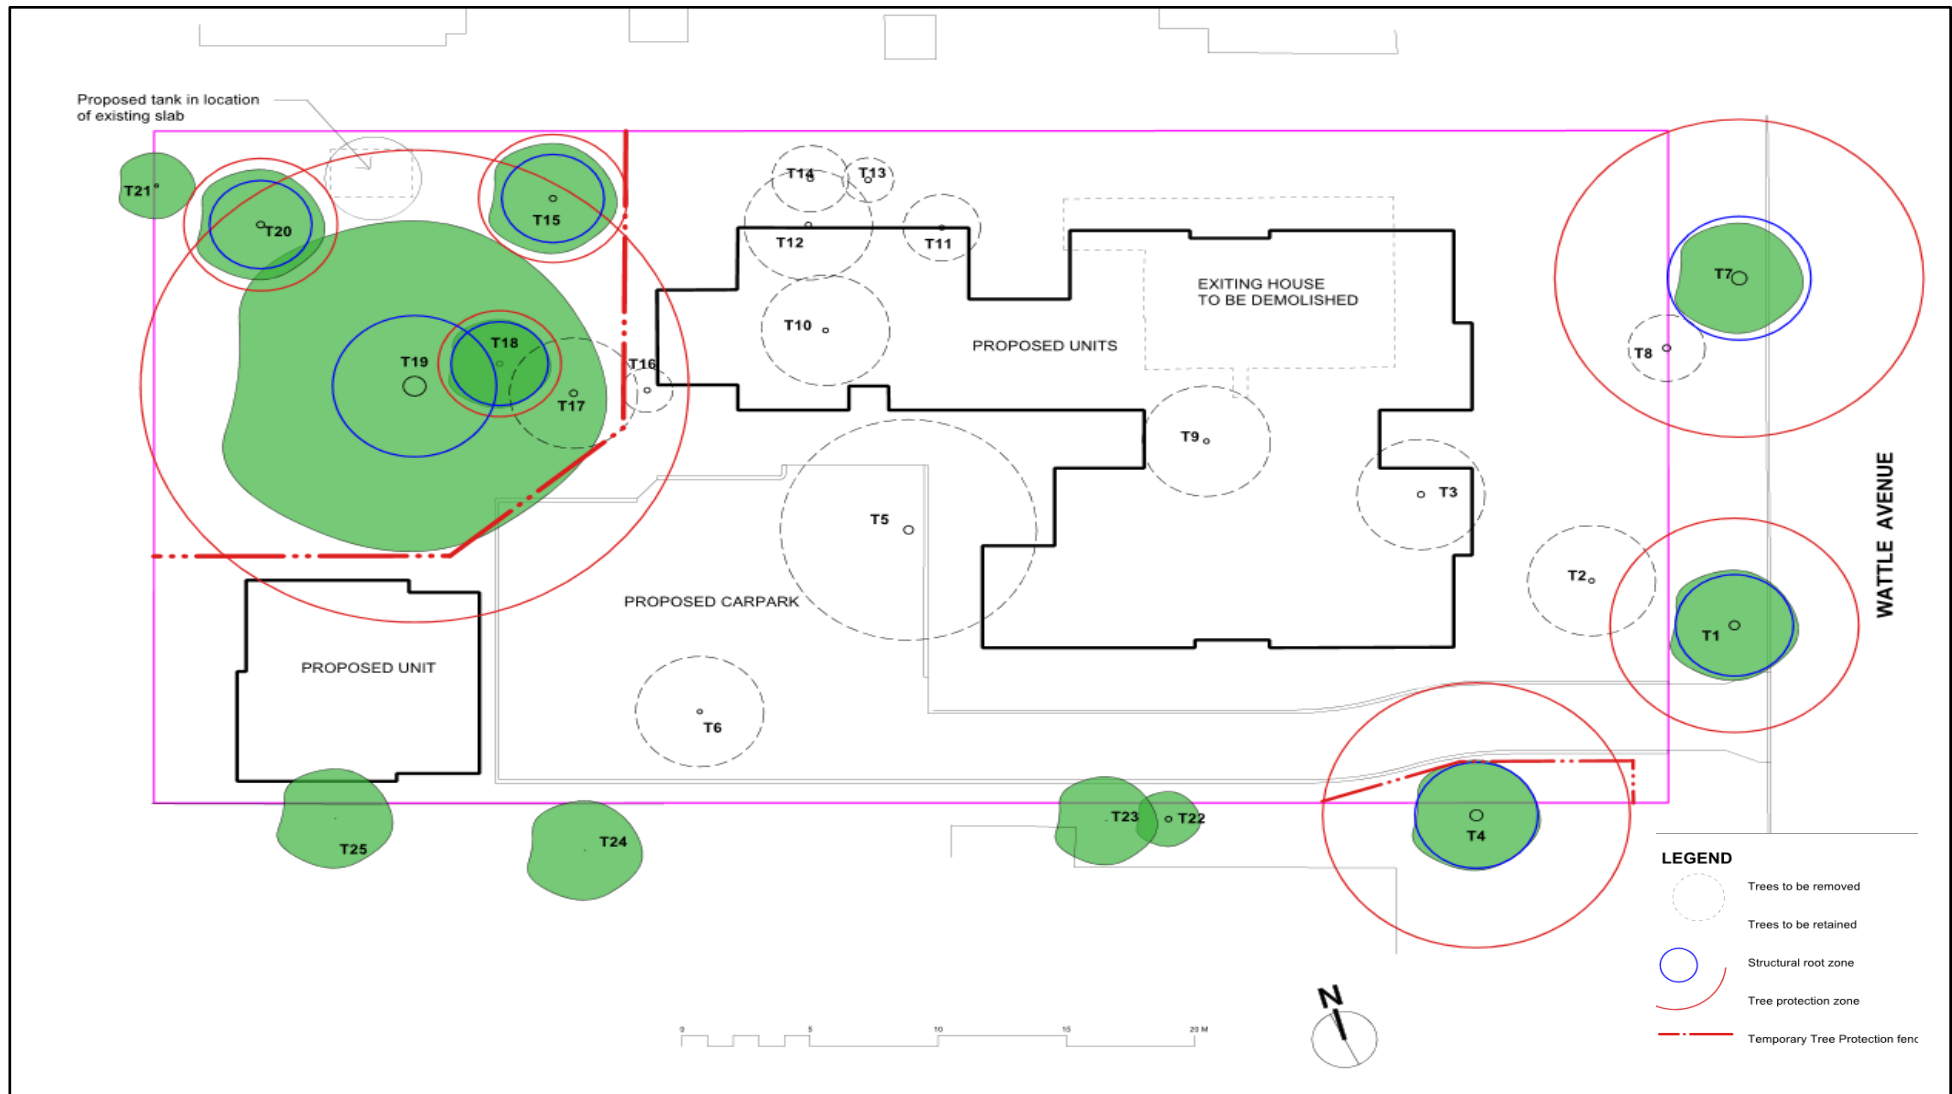 Proposed tank in location
of existing slab
T21
T20
T15
T14
T13
T12
T11
T7
EXITING HOUSE
TO BE DEMOLISHED
T10
PROPOSED UNITS
T8
T19
T18
T16
T17
T9
T3
T5
T2
WATTLE AVENUE
PROPOSED CARPARK
T1
PROPOSED UNIT
T6
T25
T24
T23
T22
T4
LEGEND
Trees to be removed
Trees to be retained
Structural root zone
Tree protection zone
Temporary Tree Protection fenc
N
0 5 10 15 20 M